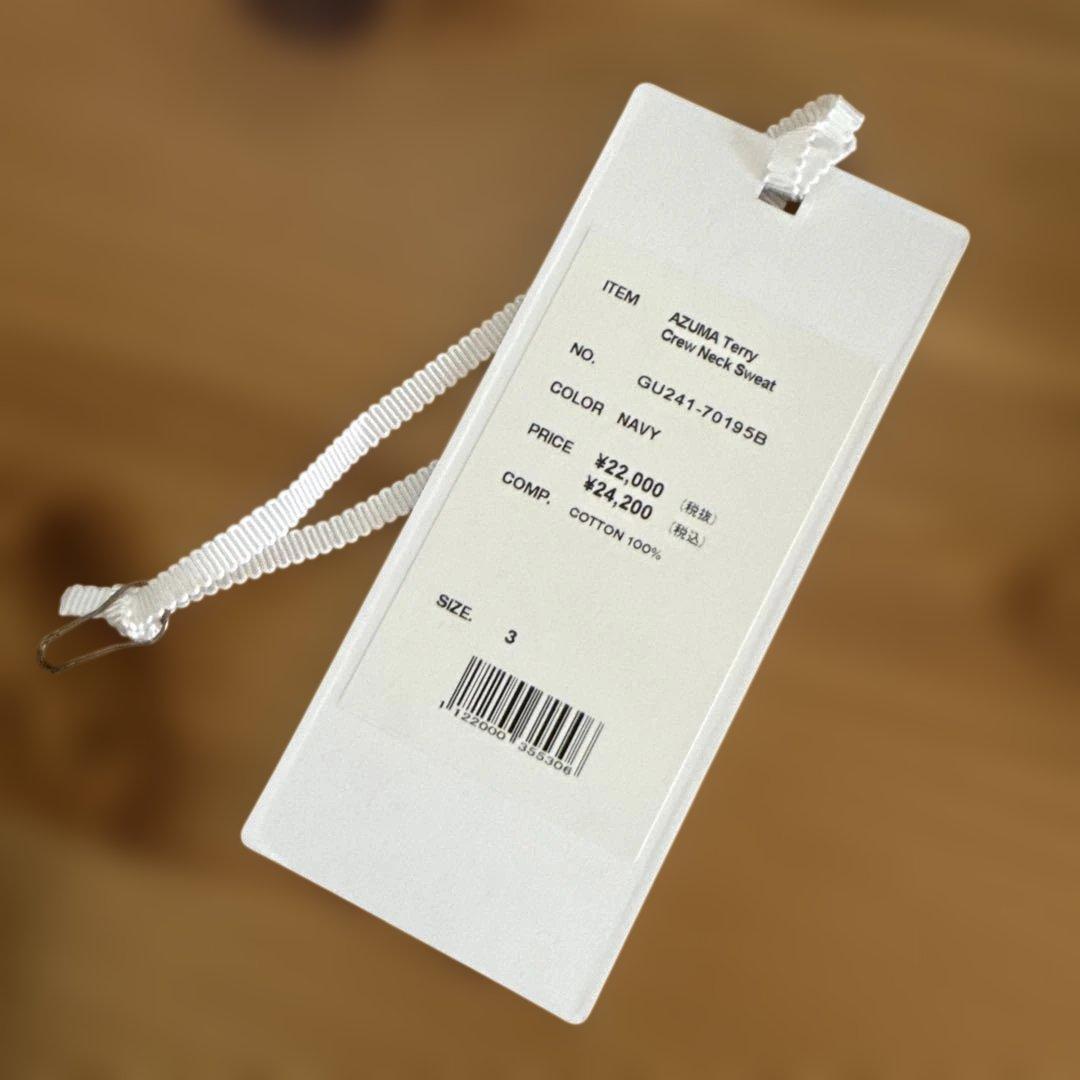 ITEM AZUMA Terry
Crew Neck Sweat
NO. GU241-70195B
COLOR NAVY
PRICE ¥22,000 (税抜)
¥24,200 (税込)
COMP. COTTON 100%
SIZE. 3
1 122000 355306